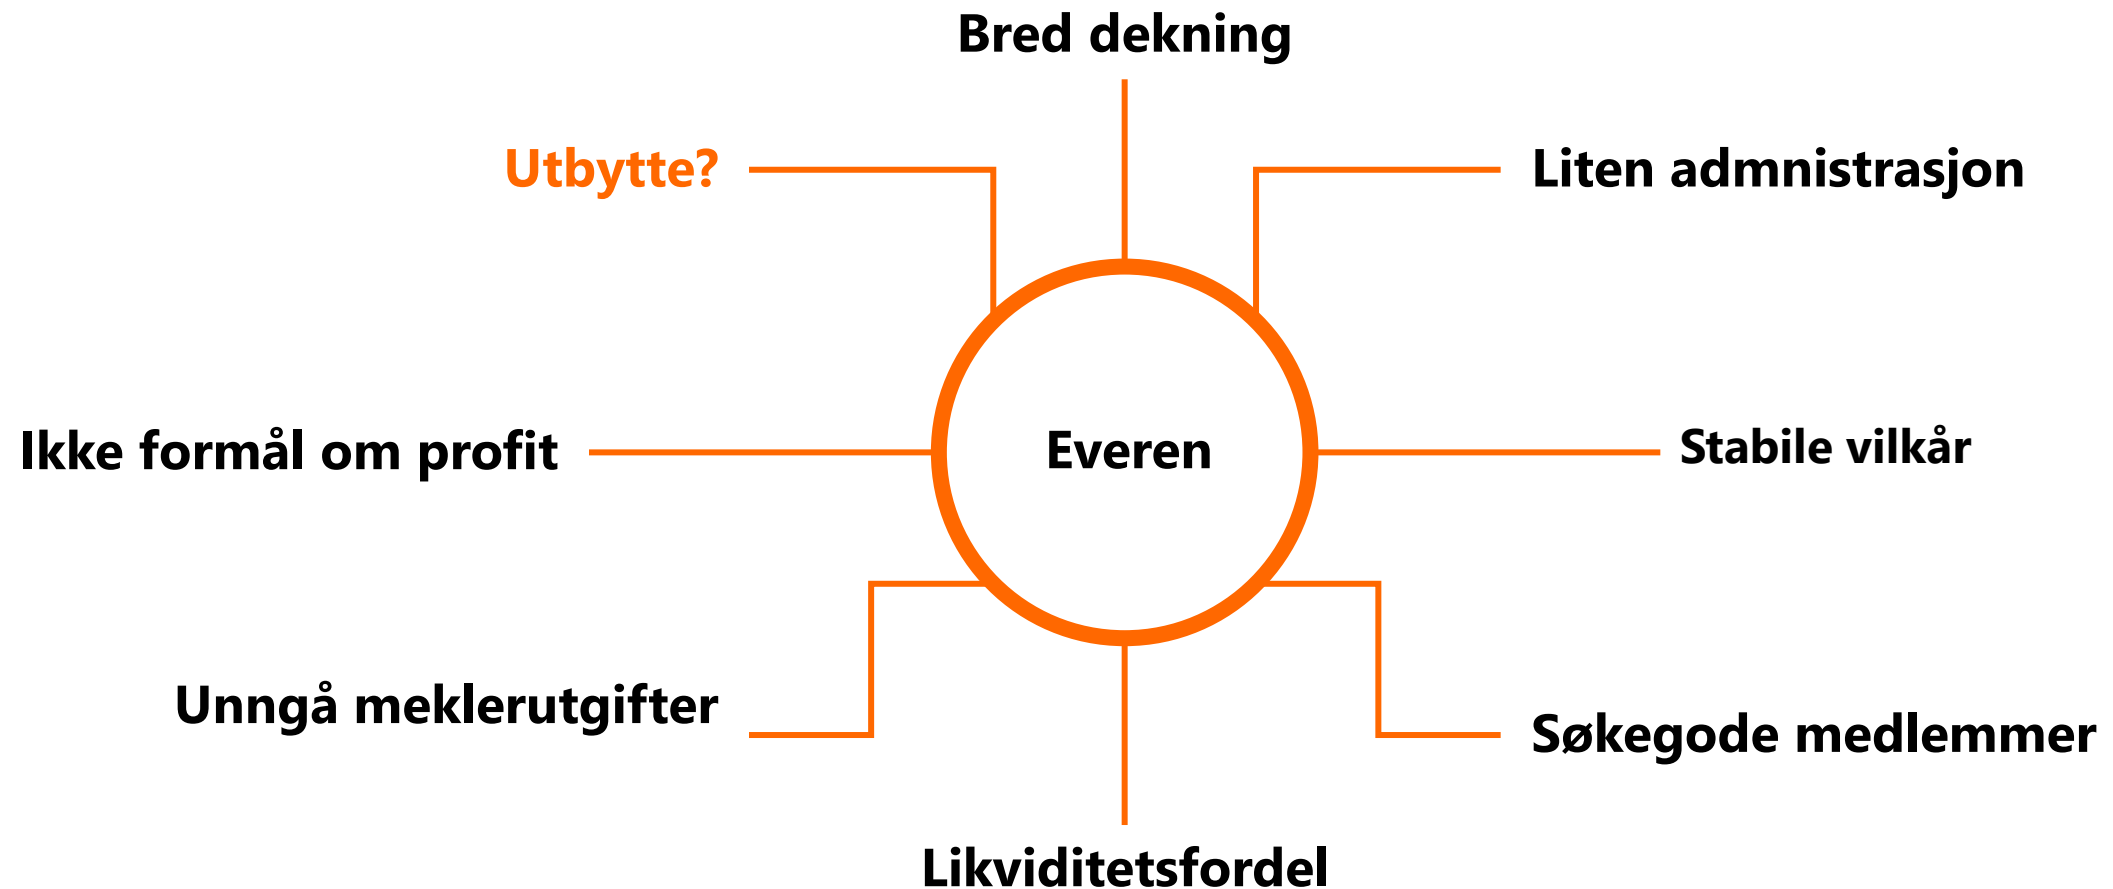 Bred dekning
Utbytte?
Liten admnistrasjon
Ikke formål om profit
Everen
Stabile vilkår
Unngå meklerutgifter
Søkegode medlemmer
Likviditetsfordel